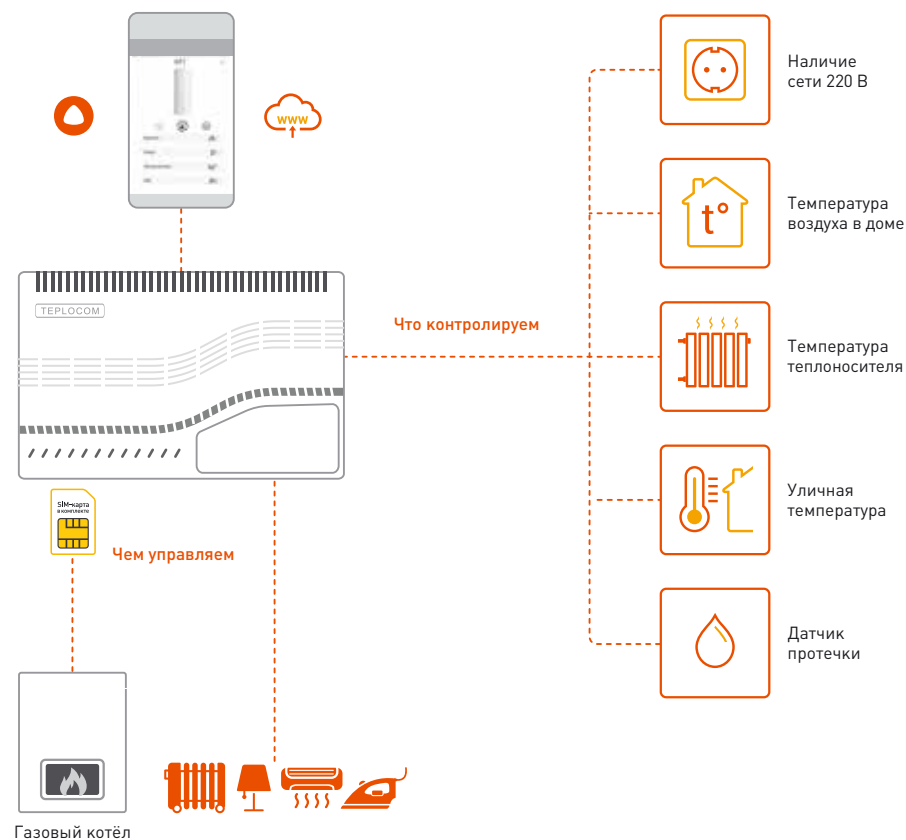 www
TEPLOCOM
SIM-карта
в комплекте
Чем управляем
Газовый котёл
Что контролируем
Наличие
сети 220 В
t°
Температура
воздуха в доме
Температура
теплоносителя
Уличная
температура
Датчик
протечки